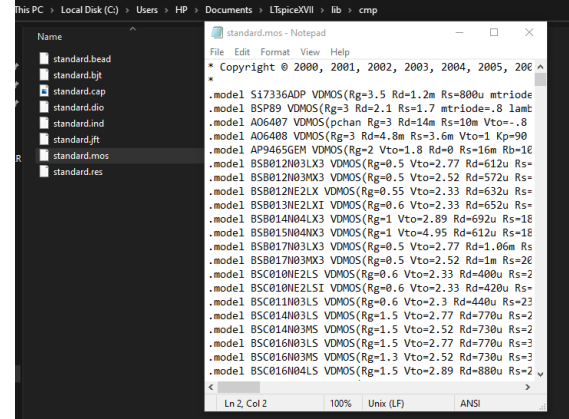 This PC > Local Disk (C:) > Users > HP > Documents > LTspiceXVII > lib > cmp
Name
standard.bead
standard.bjt
standard.cap
standard.dio
standard.ind
standard.jft
standard.mos
standard.res
R
standard.mos - Notepad
File Edit Format View Help
* Copyright © 2000, 2001, 2002, 2003, 2004, 2005, 200
*
.model Si7336ADP VDMOS(Rg=3.5 Rd=1.2m Rs=800u mtriode
.model BSP89 VDMOS(Rg=3 Rd=2.1 Rs=1.7 mtriode=.8 lamb
.model AO6407 VDMOS(pchan Rg=3 Rd=14m Rs=10m Vto=-.8
.model AO6408 VDMOS(Rg=3 Rd=4.8m Rs=3.6m Vto=1 Kp=90
.model AP9465GEM VDMOS(Rg=2 Vto=1.8 Rd=0 Rs=16m Rb=10
.model BSB012N03LX3 VDMOS(Rg=0.5 Vto=2.77 Rd=612u Rs=
.model BSB012N03MX3 VDMOS(Rg=0.5 Vto=2.52 Rd=572u Rs=
.model BSB012NE2LX VDMOS(Rg=0.55 Vto=2.33 Rd=632u Rs=
.model BSB013NE2LXI VDMOS(Rg=0.6 Vto=2.33 Rd=652u Rs=
.model BSB014N04LX3 VDMOS(Rg=1 Vto=2.89 Rd=692u Rs=18
.model BSB015N04NX3 VDMOS(Rg=1 Vto=4.95 Rd=612u Rs=18
.model BSB017N03LX3 VDMOS(Rg=0.5 Vto=2.77 Rd=1.06m Rs
.model BSB017N03MX3 VDMOS(Rg=0.5 Vto=2.52 Rd=1m Rs=20
.model BSC010NE2LS VDMOS(Rg=0.6 Vto=2.33 Rd=400u Rs=2
.model BSC010NE2LSI VDMOS(Rg=0.6 Vto=2.33 Rd=420u Rs=
.model BSC011N03LS VDMOS(Rg=0.6 Vto=2.3 Rd=440u Rs=23
.model BSC014N03LS VDMOS(Rg=1.5 Vto=2.77 Rd=770u Rs=2
.model BSC014N03MS VDMOS(Rg=1.5 Vto=2.52 Rd=730u Rs=2
.model BSC016N03LS VDMOS(Rg=1.5 Vto=2.77 Rd=770u Rs=3
.model BSC016N03MS VDMOS(Rg=1.3 Vto=2.52 Rd=730u Rs=3
.model BSC016N04LS VDMOS(Rg=1.5 Vto=2.89 Rd=880u Rs=2
Ln 2, Col 2 100% Unix (LF) ANSI